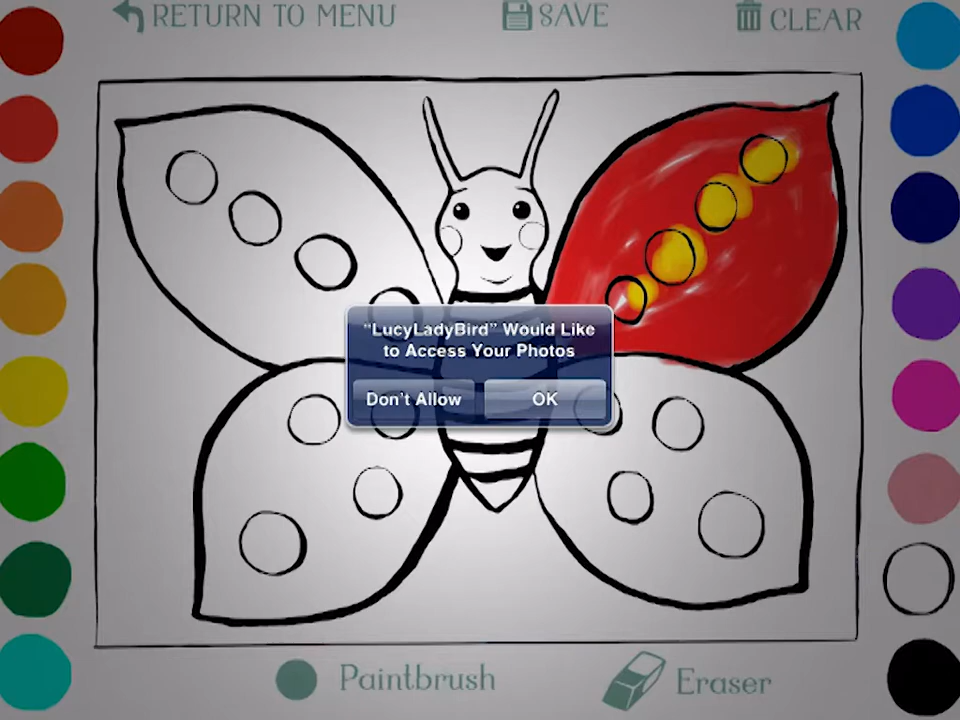 RETURN TO MENU
SAVE
CLEAR
“LucyLadyBird” Would Like
to Access Your Photos
Don't Allow
OK
Paintbrush
Eraser